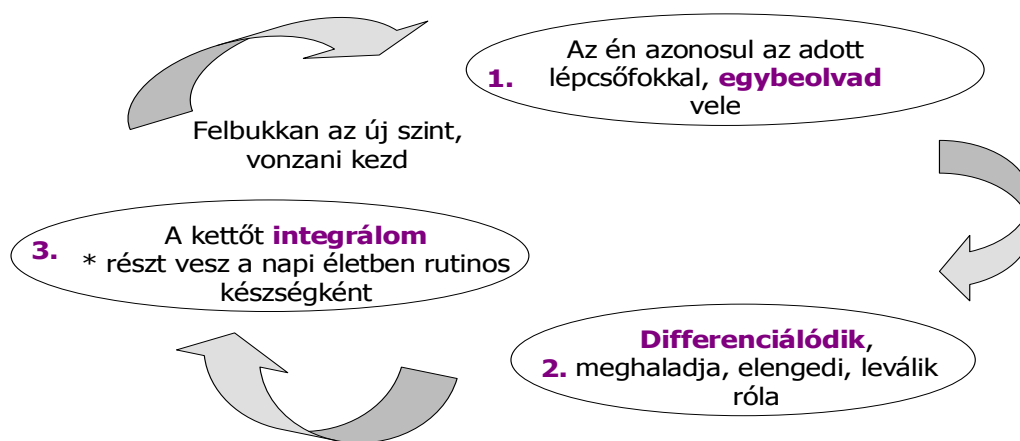 1. Az én azonosul az adott
lépcsőfokkal, egybeolvad
vele
Felbukkan az új szint,
vonzani kezd
3. A kettőt integrálom
* részt vesz a napi életben rutinos
készségként
Differenciálódik,
2. meghaladja, elengedi, leválik
róla